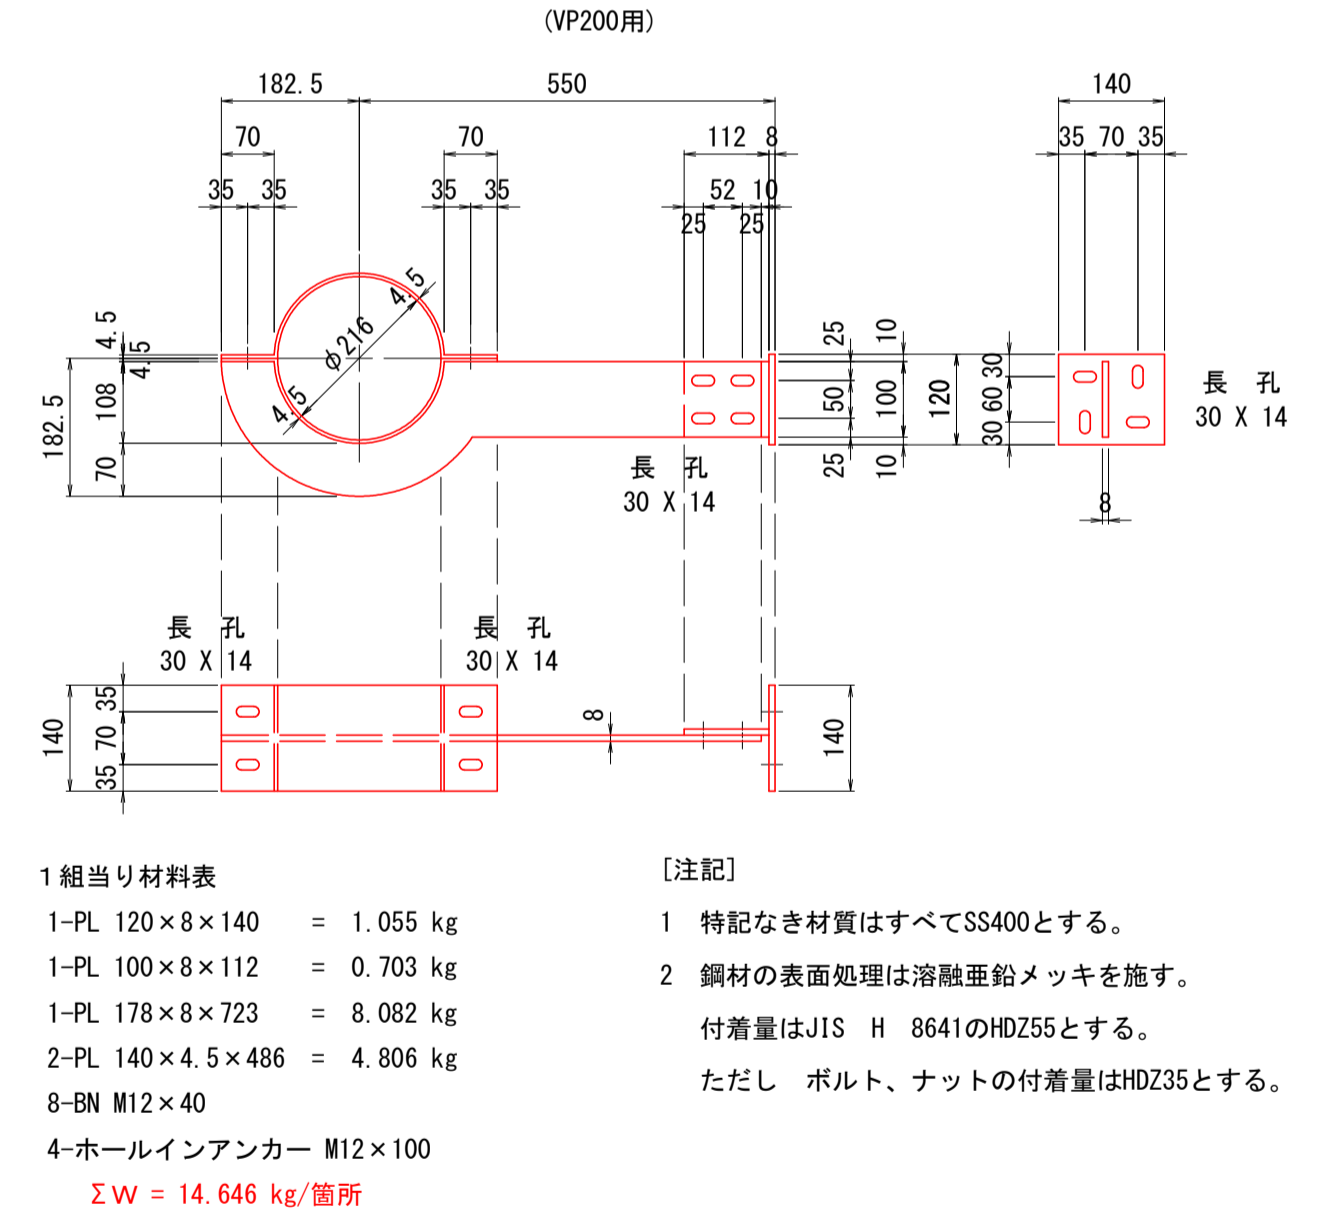 (VP200用)
182.5 550 140
70 70 112 8 35 70 35
35 35 35 35 52 10
25 25
4.5
φ216
4.5
4.5
4.5
108
182.5
70
25 10
50 100 120
25 10
30 60 30
長 孔
30 X 14
8
長 孔
30 X 14
長 孔 長 孔
30 X 14 30 X 14
35
140 70
35
8
140
1組当り材料表
1-PL 120×8×140 = 1.055 kg
1-PL 100×8×112 = 0.703 kg
1-PL 178×8×723 = 8.082 kg
2-PL 140×4.5×486 = 4.806 kg
8-BN M12×40
4-ホールインアンカー M12×100
ΣW = 14.646 kg/箇所
[注記]
1 特記なき材質はすべてSS400とする。
2 鋼材の表面処理は溶融亜鉛メッキを施す。
付着量はJIS H 8641のHDZ55とする。
ただし ボルト、ナットの付着量はHDZ35とする。